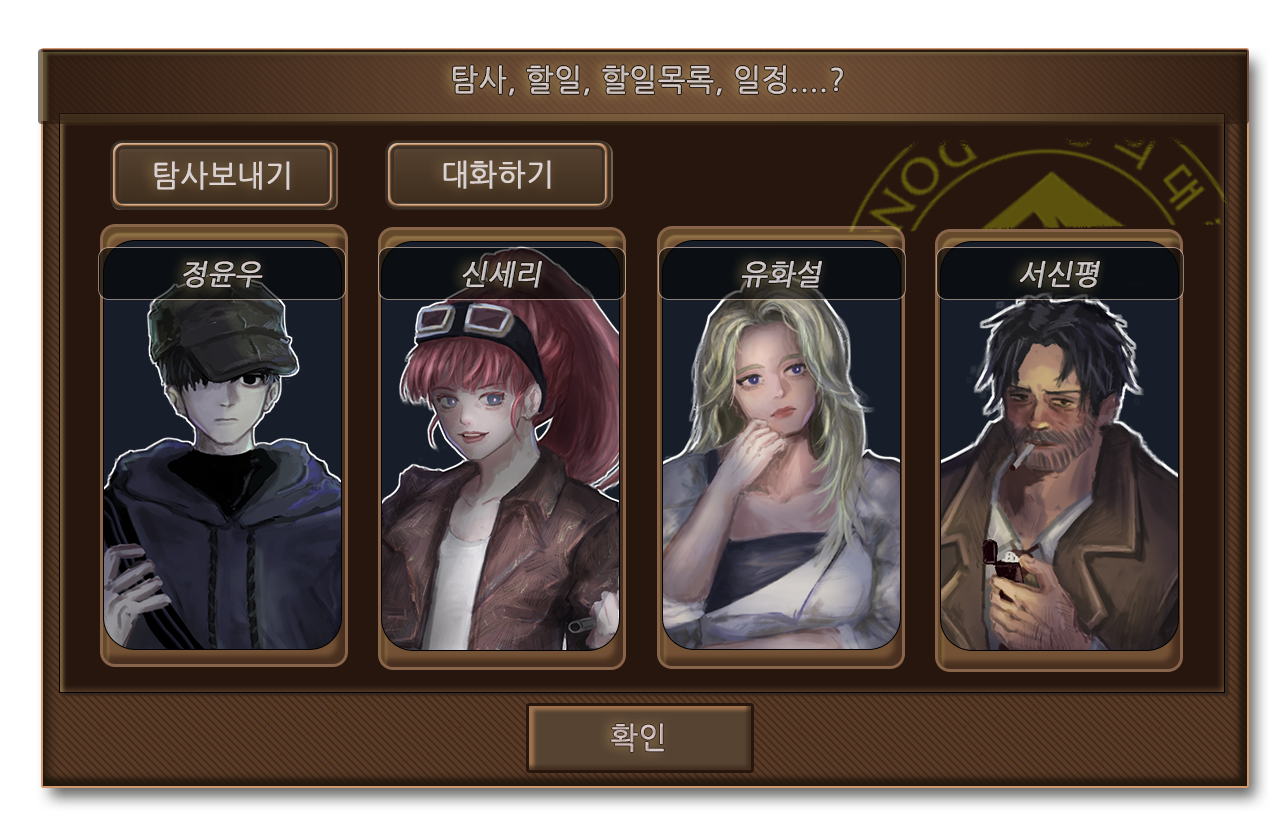 탐사, 할일, 할일목록, 일정....?
탐사보내기
대화하기
정윤우
신세리
유화설
서신평
확인